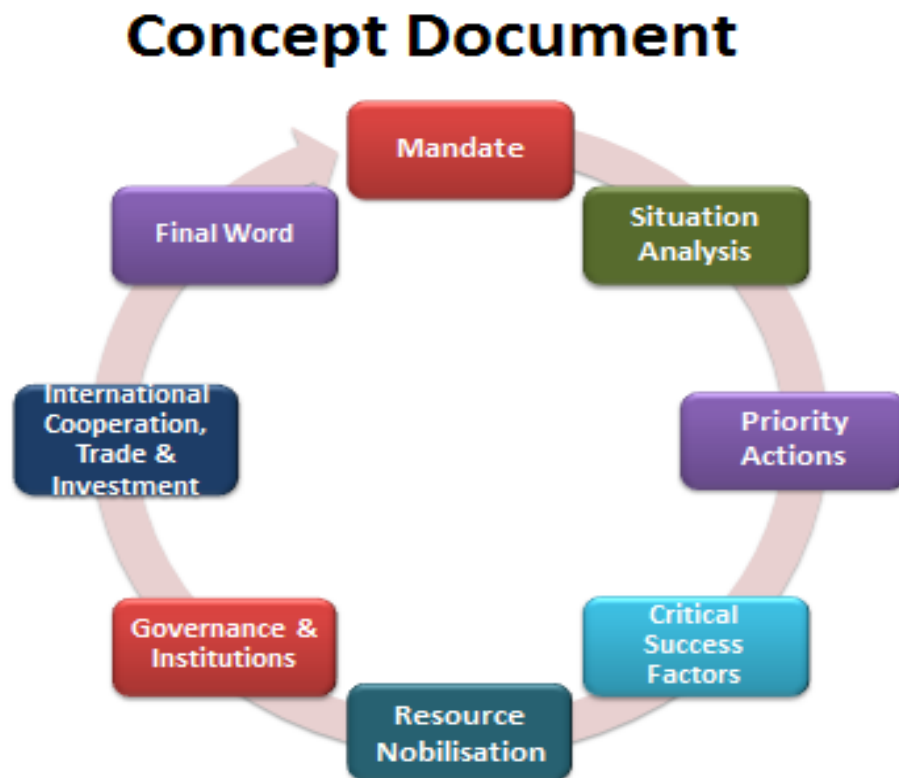 Concept Document
Mandate
Situation
Analysis
Priority
Actions
Critical
Success
Factors
Resource
Nobilisation
Governance &
Institutions
International
Cooperation,
Trade &
Investment
Final Word